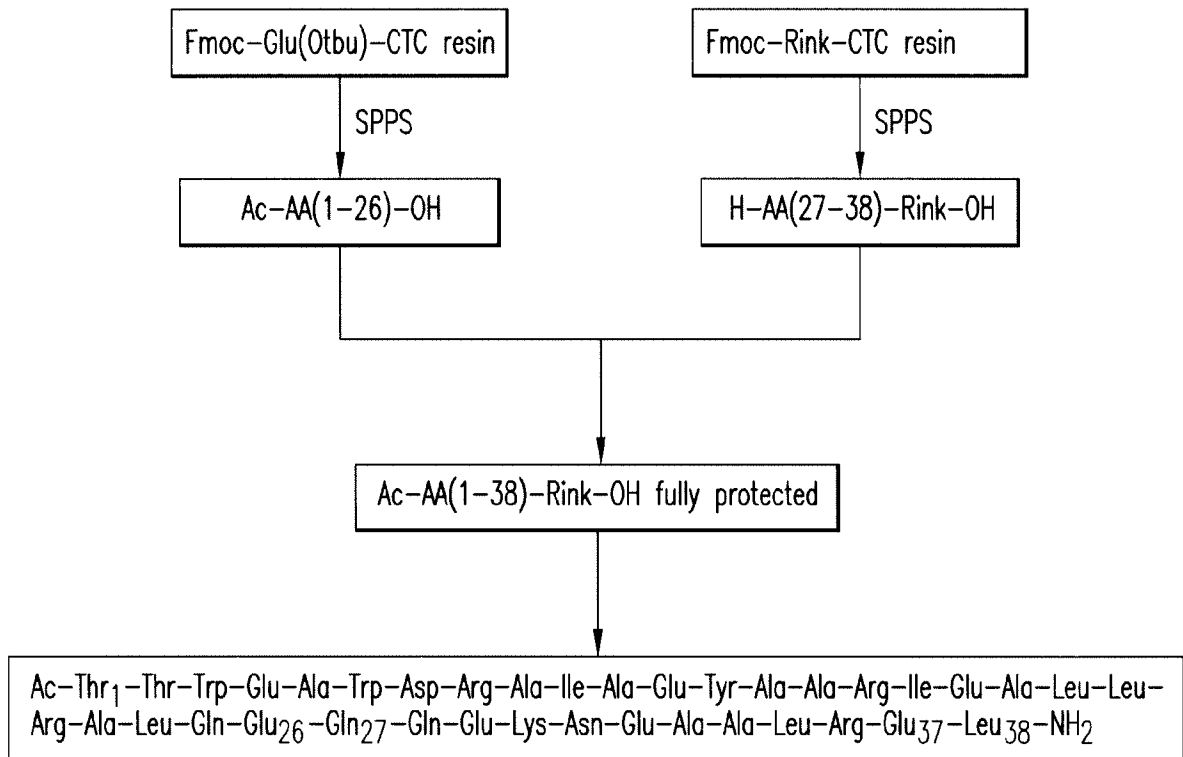 Fmoc-Glu(Otbu)-CTC resin
Fmoc-Rink-CTC resin
SPPS
SPPS
Ac-AA(1-26)-OH
H-AA(27-38)-Rink-OH
Ac-AA(1-38)-Rink-OH fully protected
Ac-Thr1-Thr-Trp-Glu-Ala-Trp-Asp-Arg-Ala-Ile-Ala-Glu-Tyr-Ala-Ala-Arg-Ile-Glu-Ala-Leu-Leu-
Arg-Ala-Leu-Gln-Glu26-Gln27-Gln-Glu-Lys-Asn-Glu-Ala-Ala-Leu-Arg-Glu37-Leu38-NH2